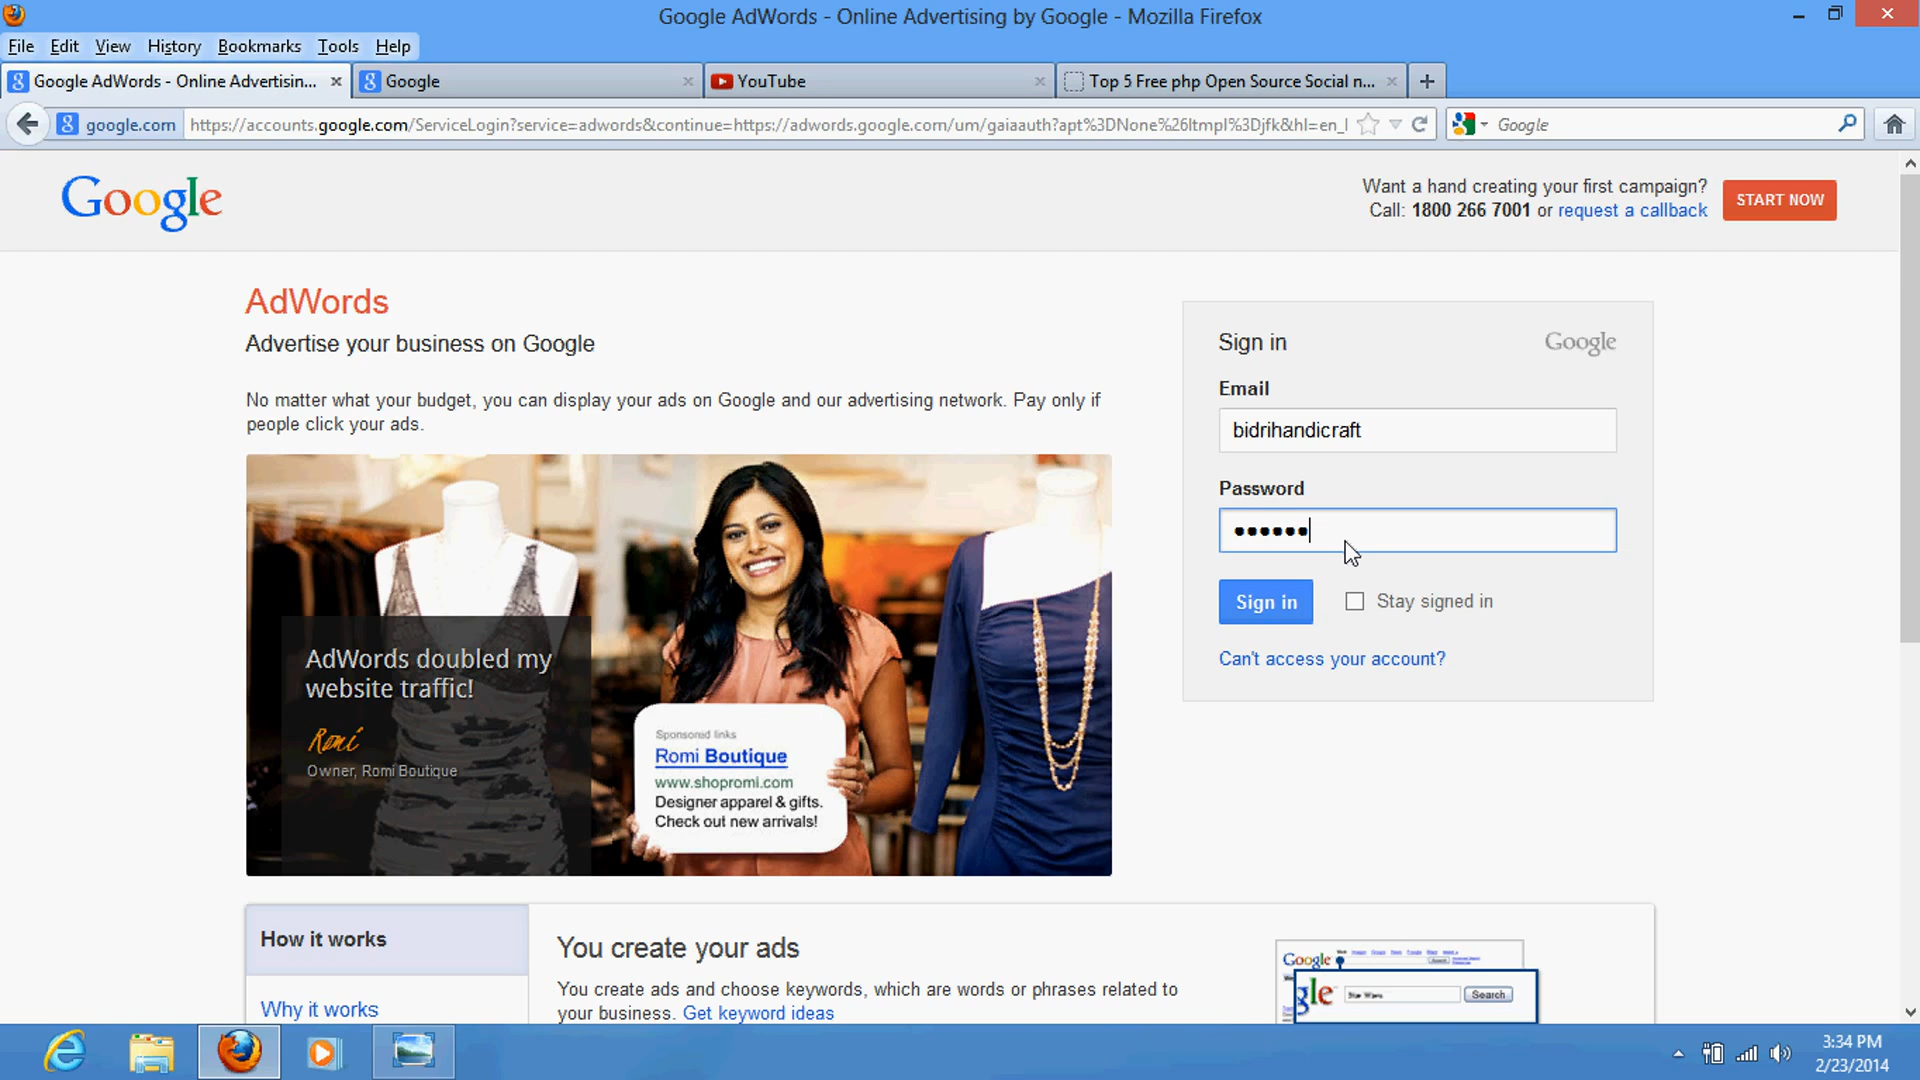 Google AdWords - Online Advertising by Google - Mozilla Firefox
File Edit View History Bookmarks Tools Help
Google AdWords - Online Advertisin...
Google
YouTube
Top 5 Free php Open Source Social n...
google.com
https://accounts.google.com/ServiceLogin?service=adwords&continue=https://adwords.google.com/um/gaiaauth?apt%3DNone%26ltmpl%3Djfk&hl=en_I
Google
Google
Want a hand creating your first campaign?
Call: 1800 266 7001 or request a callback
START NOW
AdWords
Advertise your business on Google
No matter what your budget, you can display your ads on Google and our advertising network. Pay only if
people click your ads.
AdWords doubled my
website traffic!
Romi
Owner, Romi Boutique
Sponsored links
Romi Boutique
www.shopromi.com
Designer apparel & gifts.
Check out new arrivals!
Sign in
Google
Email
bidrihandicraft
Password
Sign in
Stay signed in
Can't access your account?
How it works
Why it works
You create your ads
You create ads and choose keywords, which are words or phrases related to
your business. Get keyword ideas
Google
gle
Star Wars
Search
3:34 PM
2/23/2014